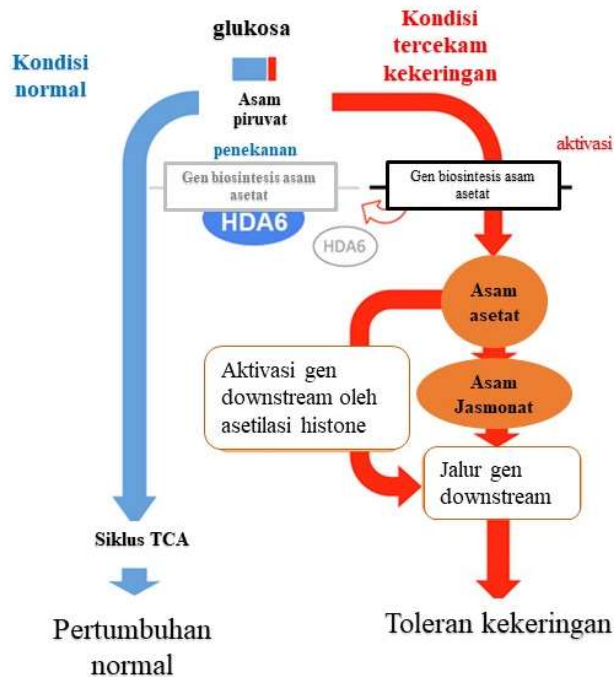 glukosa
Kondisi
normal
Kondisi
tercekam
kekeringan
Asam
piruvat
penekanan
aktivasi
Gen biosintesis asam
asetat
Gen biosintesis asam
asetat
HDA6
HDA6
Asam
asetat
Aktivasi gen
downstream oleh
asetilasi histone
Asam
Jasmonat
Jalur gen
downstream
Siklus TCA
Pertumbuhan
normal
Toleran kekeringan